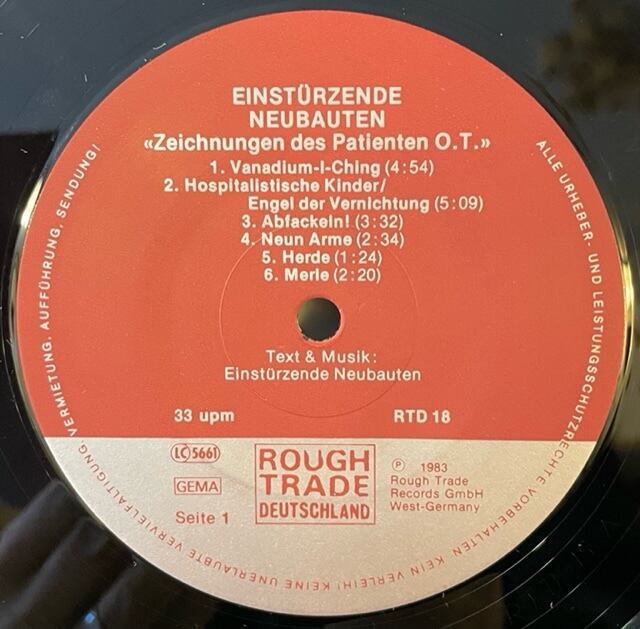 EINSTÜRZENDE
NEUBAUTEN
«Zeichnungen des Patienten O.T.»
1. Vanadium-I-Ching (4:54)
2. Hospitalistische Kinder/
Engel der Vernichtung (5:09)
3. Abfackeln! (3:32)
4. Neun Arme (2:34)
5. Herde (1:24)
6. Merle (2:20)
Text & Musik:
Einstürzende Neubauten
33 upm
RTD 18
LC 5661
GEMA
Seite 1
ROUGH
TRADE
DEUTSCHLAND
℗ 1983
Rough Trade
Records GmbH
West-Germany
ALLE URHEBER- UND LEISTUNGSSCHUTZRECHTE VORBEHALTEN. KEIN VERLEIH! KEINE UNERLAUBTE VERVIELFÄLTIGUNG, VERMIETUNG, AUFFÜHRUNG, SENDUNG!